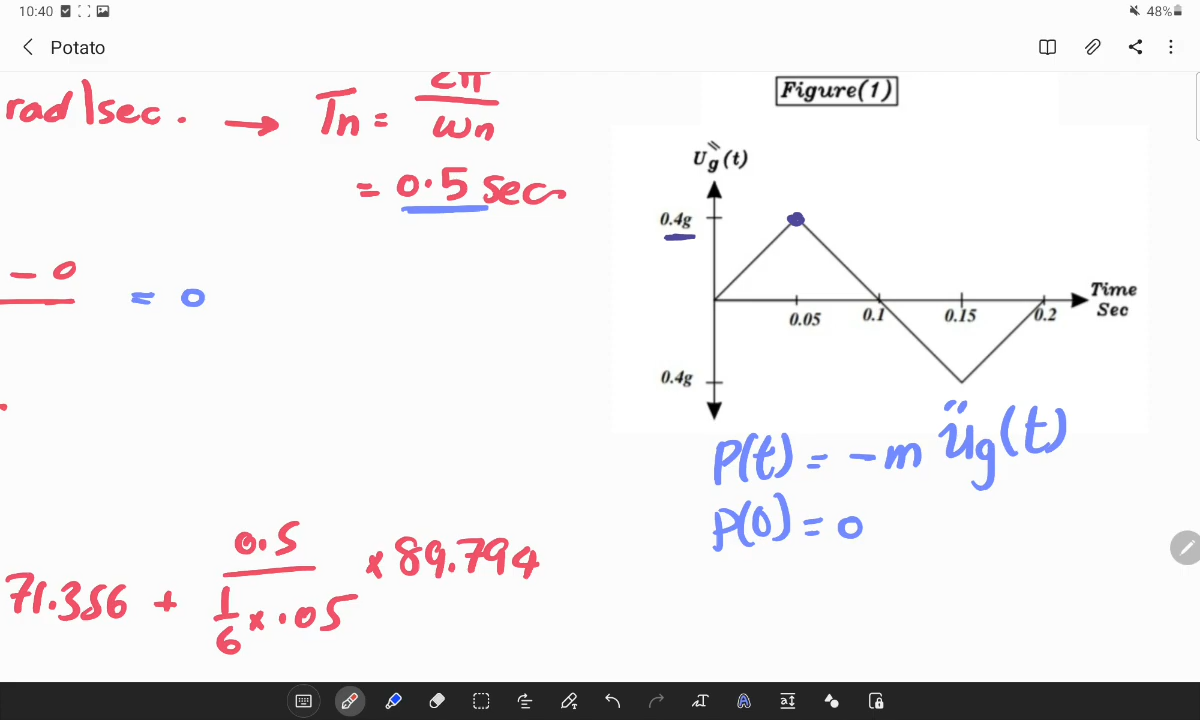 10:40 48%
Potato
rad/sec. → Tn = 2π / ωn
= 0.5 sec
- 0 = 0
Figure(1)
Ug̈(t)
0.4g
0.05 0.1 0.15 0.2
Time
Sec
0.4g
P(t) = -m üg(t)
P(0) = 0
71.356 + 0.5 / (1/6 × .05) × 89.794